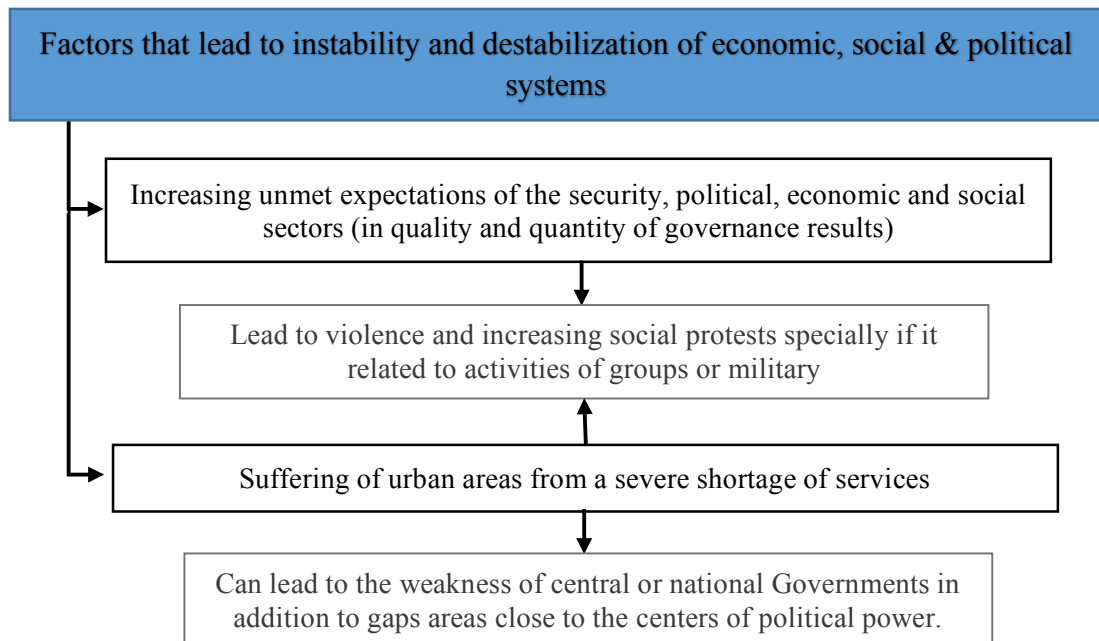 Factors that lead to instability and destabilization of economic, social & political
systems
Increasing unmet expectations of the security, political, economic and social
sectors (in quality and quantity of governance results)
Lead to violence and increasing social protests specially if it
related to activities of groups or military
Suffering of urban areas from a severe shortage of services
Can lead to the weakness of central or national Governments in
addition to gaps areas close to the centers of political power.